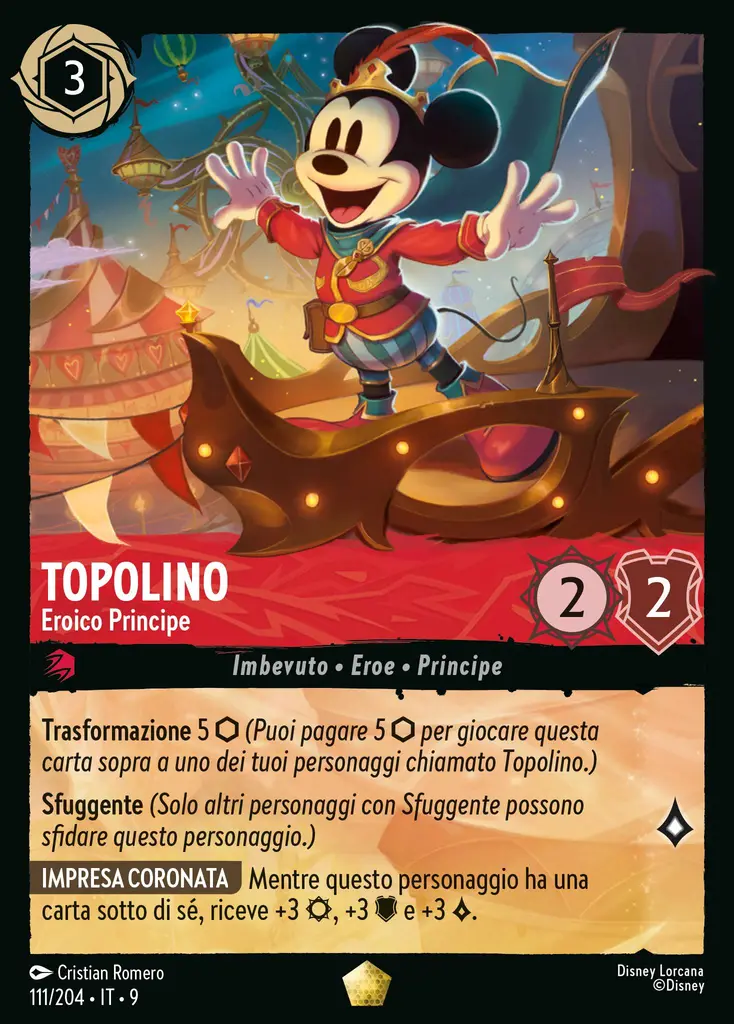 3
TOPOLINO
Eroico Principe
2
2
Imbevuto • Eroe • Principe
Trasformazione 5 ⬡ (Puoi pagare 5 ⬡ per giocare questa
carta sopra a uno dei tuoi personaggi chiamato Topolino.)
Sfuggente (Solo altri personaggi con Sfuggente possono
sfidare questo personaggio.)
IMPRESA CORONATA Mentre questo personaggio ha una
carta sotto di sé, riceve +3 , +3 e +3 .
Cristian Romero
111/204 • IT • 9
Disney Lorcana
©Disney